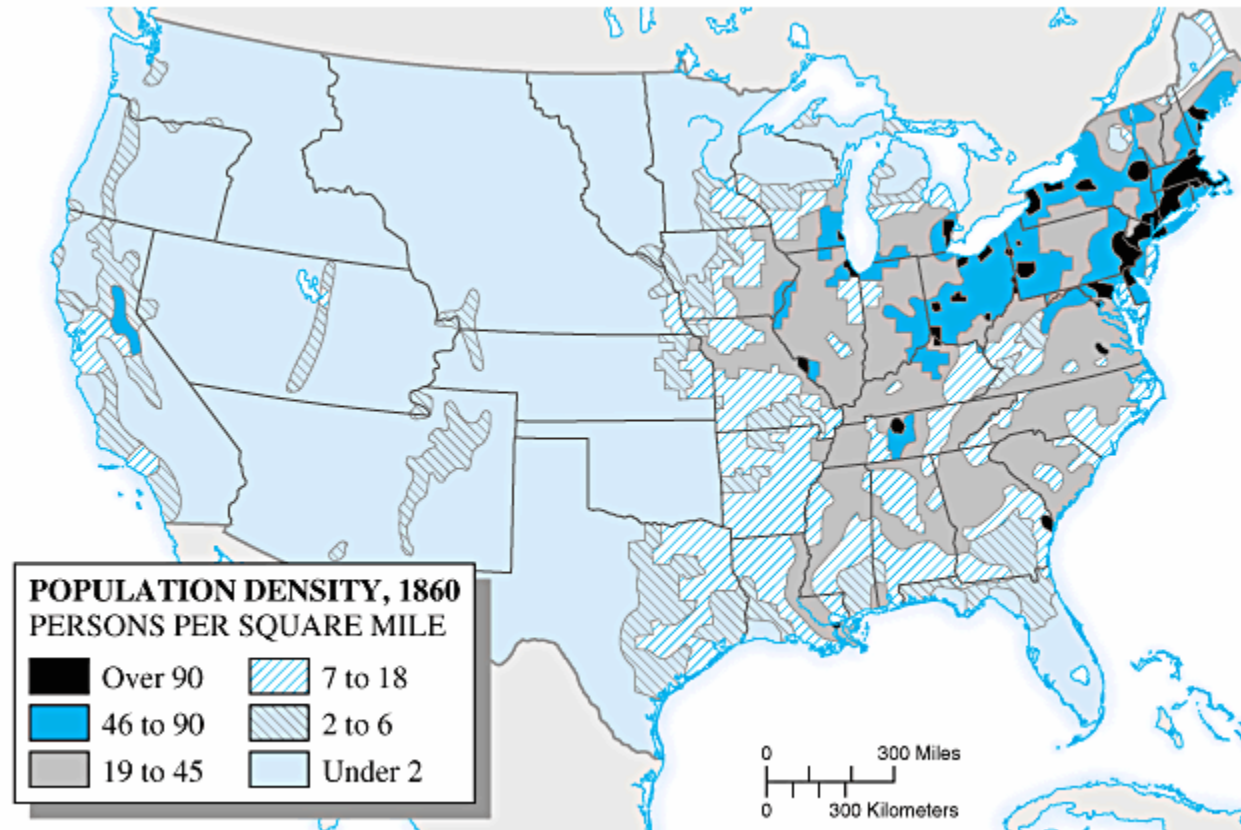 POPULATION DENSITY, 1860
PERSONS PER SQUARE MILE
Over 90
46 to 90
19 to 45
7 to 18
2 to 6
Under 2
0 300 Miles
0 300 Kilometers